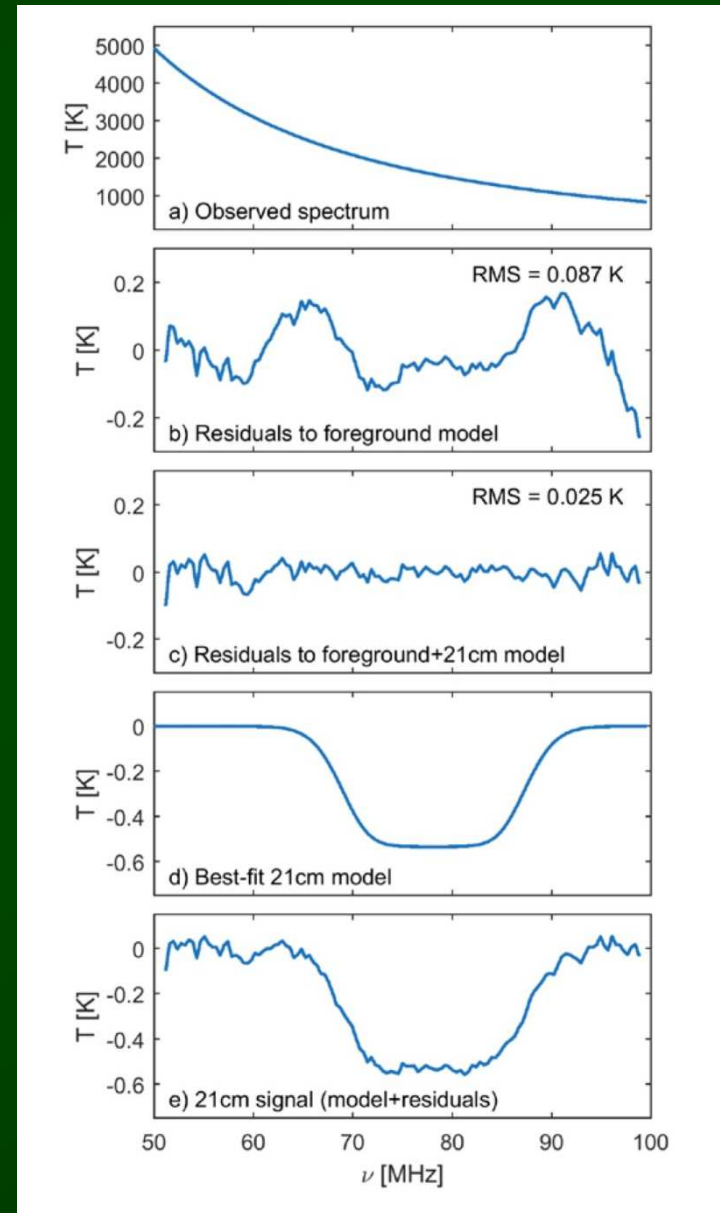 5000
4000
3000
2000
1000
T [K]
a) Observed spectrum
RMS = 0.087 K
0.2
0
-0.2
T [K]
b) Residuals to foreground model
RMS = 0.025 K
0.2
0
-0.2
T [K]
c) Residuals to foreground+21cm model
0
-0.2
-0.4
-0.6
T [K]
d) Best-fit 21cm model
0
-0.2
-0.4
-0.6
T [K]
e) 21cm signal (model+residuals)
50 60 70 80 90 100
ν [MHz]